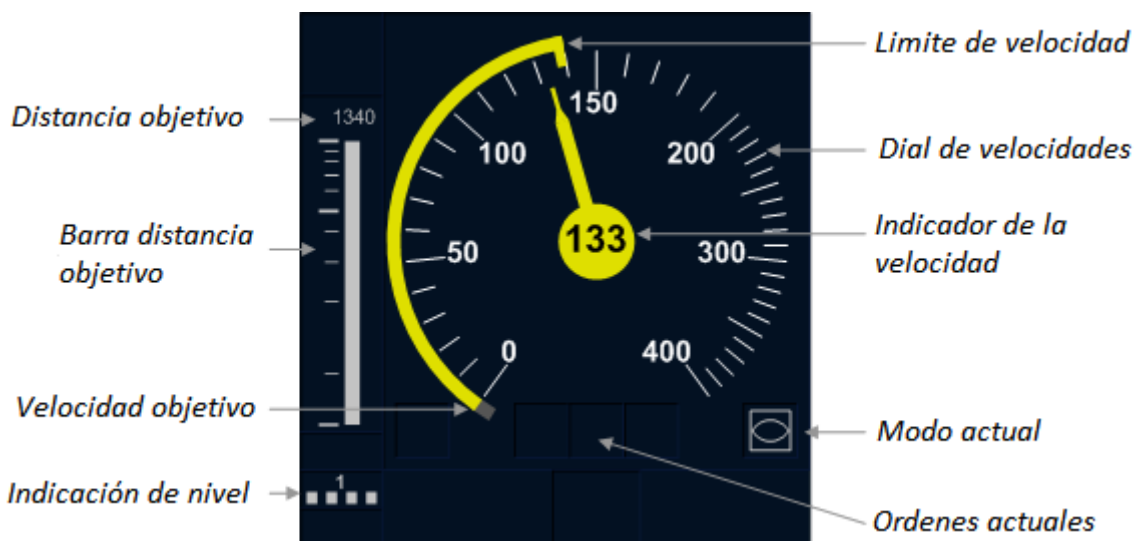 Limite de velocidad
Distancia objetivo
1340
150
100
200
Dial de velocidades
Barra distancia
objetivo
133
Indicador de la
velocidad
50
300
0
400
Velocidad objetivo
Modo actual
Indicación de nivel
1
Ordenes actuales